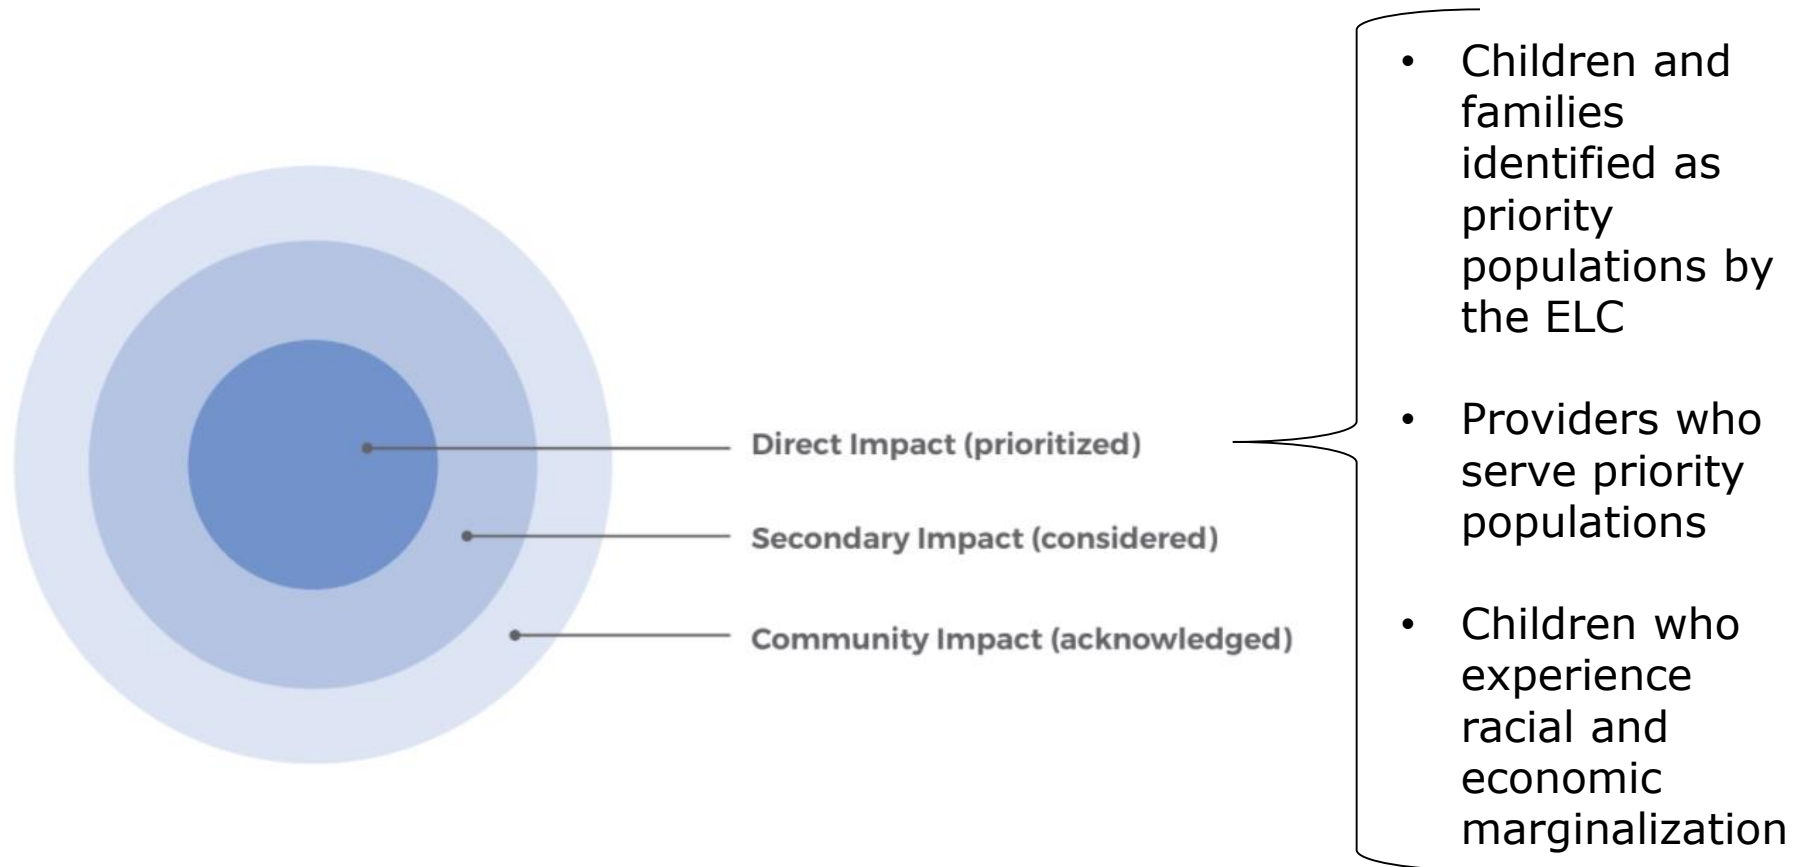 Direct Impact (prioritized)
Secondary Impact (considered)
Community Impact (acknowledged)
• Children and
families
identified as
priority
populations by
the ELC
• Providers who
serve priority
populations
• Children who
experience
racial and
economic
marginalization